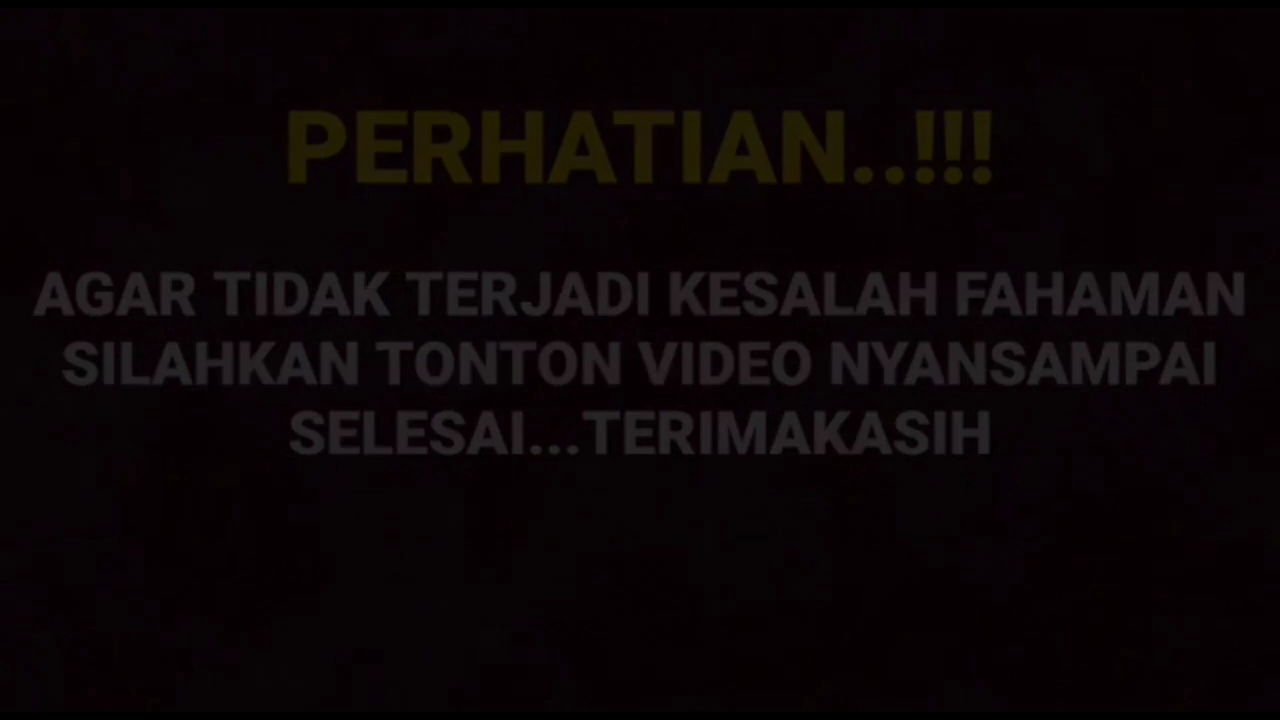 PERHATIAN..!!!
AGAR TIDAK TERJADI KESALAH FAHAMAN
SILAHKAN TONTON VIDEO NYANSAMPAI
SELESAI...TERIMAKASIH